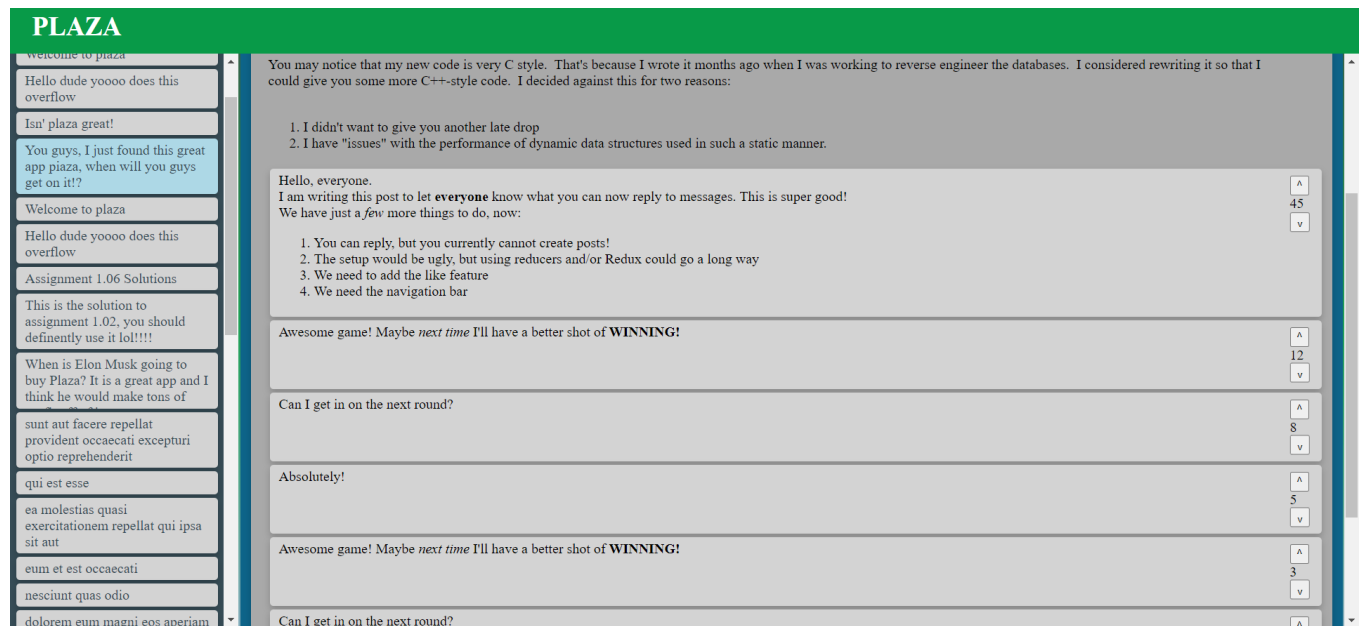 PLAZA
Welcome to plaza
Hello dude yoooo does this
overflow
Isn' plaza great!
You guys, I just found this great
app piaza, when will you guys
get on it!?
Welcome to plaza
Hello dude yoooo does this
overflow
Assignment 1.06 Solutions
This is the solution to
assignment 1.02, you should
definently use it lol!!!!
When is Elon Musk going to
buy Plaza? It is a great app and I
think he would make tons of
sunt aut facere repellat
provident occaecati excepturi
optio reprehenderit
qui est esse
ea molestias quasi
exercitationem repellat qui ipsa
sit aut
eum et est occaecati
nesciunt quas odio
dolorem eum magni eos aperiam
You may notice that my new code is very C style. That's because I wrote it months ago when I was working to reverse engineer the databases. I considered rewriting it so that I
could give you some more C++-style code. I decided against this for two reasons:
1. I didn't want to give you another late drop
2. I have "issues" with the performance of dynamic data structures used in such a static manner.
Hello, everyone.
I am writing this post to let everyone know what you can now reply to messages. This is super good!
We have just a few more things to do, now:
1. You can reply, but you currently cannot create posts!
2. The setup would be ugly, but using reducers and/or Redux could go a long way
3. We need to add the like feature
4. We need the navigation bar
^
45
v
Awesome game! Maybe next time I'll have a better shot of WINNING!
^
12
v
Can I get in on the next round?
^
8
v
Absolutely!
^
5
v
Awesome game! Maybe next time I'll have a better shot of WINNING!
^
3
v
Can I get in on the next round?
^